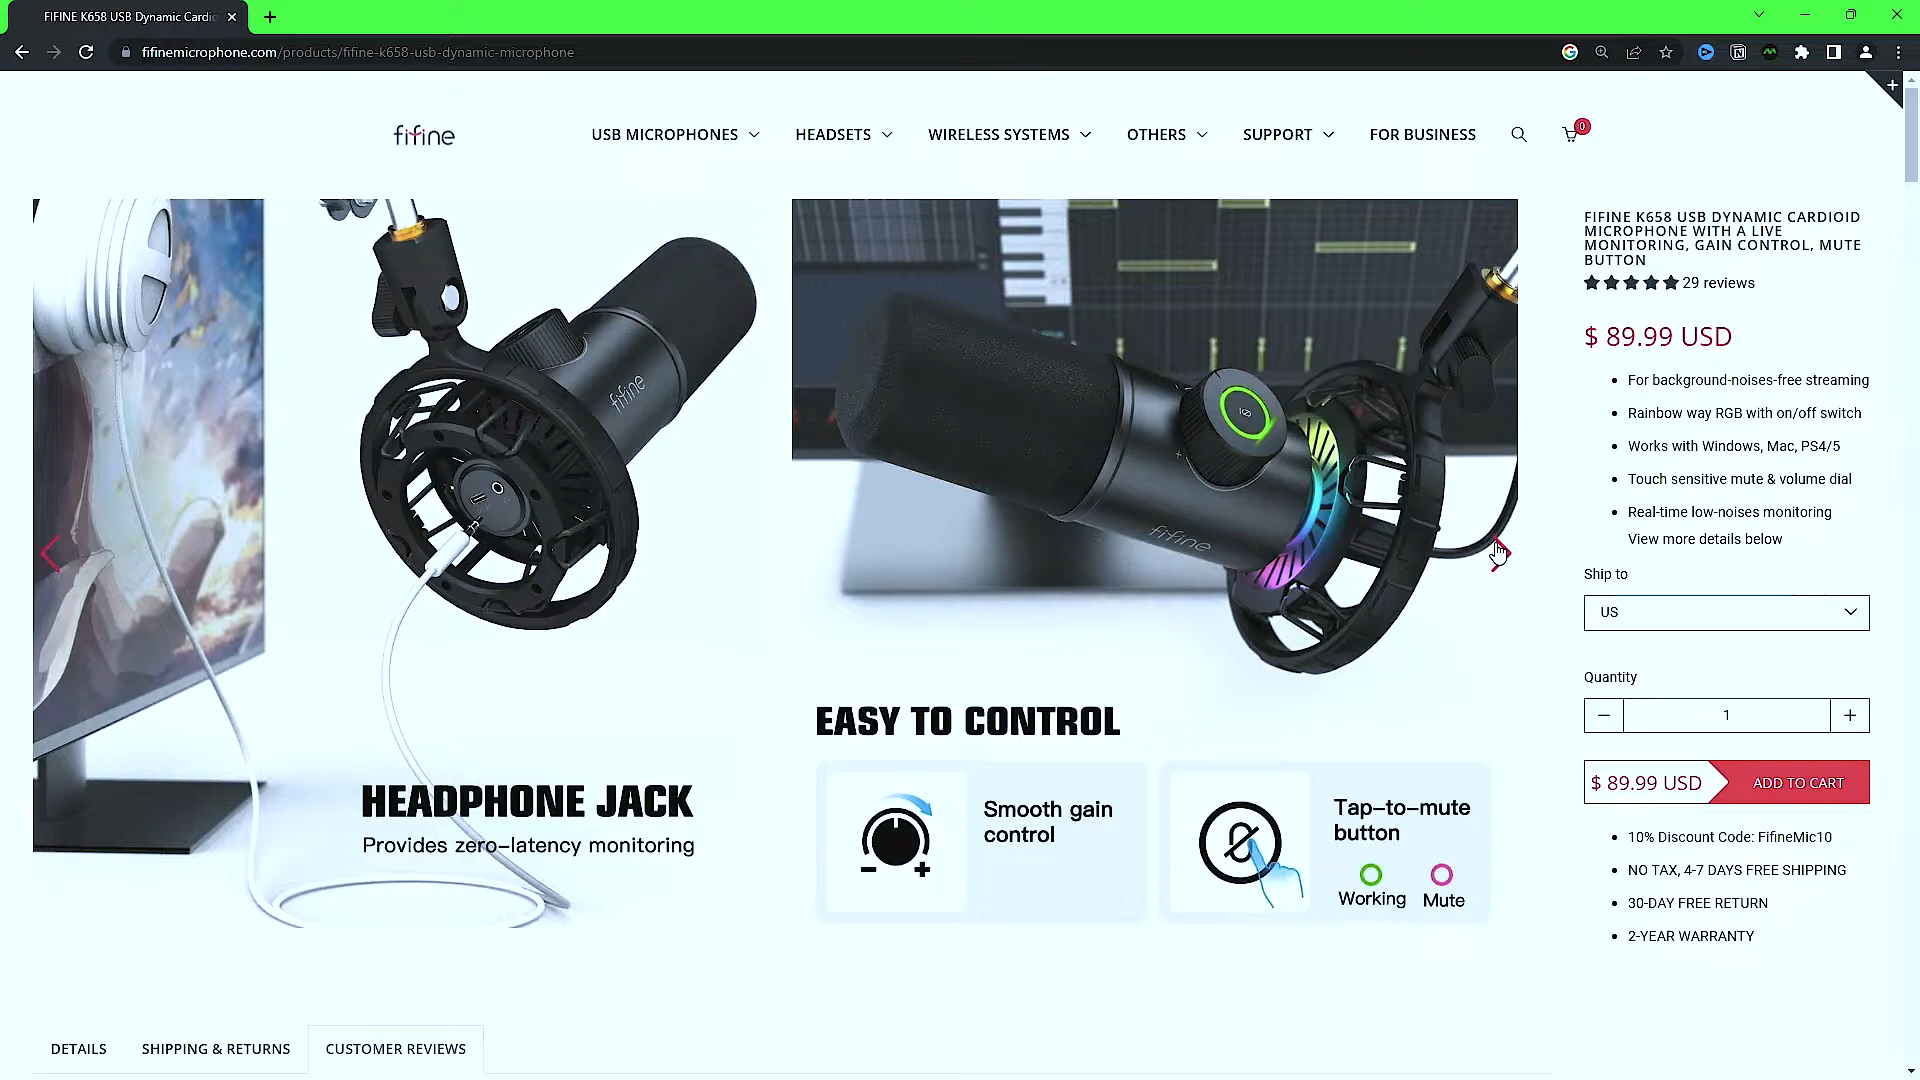 FIFINE K658 USB Dynamic Cardio
fifinemicrophone.com/products/fifine-k658-usb-dynamic-microphone
fifine
USB MICROPHONES
HEADSETS
WIRELESS SYSTEMS
OTHERS
SUPPORT
FOR BUSINESS
0
fifine
fifine
HEADPHONE JACK
Provides zero-latency monitoring
EASY TO CONTROL
Smooth gain
control
Tap-to-mute
button
Working
Mute
FIFINE K658 USB DYNAMIC CARDIOID
MICROPHONE WITH A LIVE
MONITORING, GAIN CONTROL, MUTE
BUTTON
29 reviews
$ 89.99 USD
• For background-noises-free streaming
• Rainbow way RGB with on/off switch
• Works with Windows, Mac, PS4/5
• Touch sensitive mute & volume dial
• Real-time low-noises monitoring
View more details below
Ship to
US
Quantity
1
$ 89.99 USD
ADD TO CART
• 10% Discount Code: FifineMic10
• NO TAX, 4-7 DAYS FREE SHIPPING
• 30-DAY FREE RETURN
• 2-YEAR WARRANTY
DETAILS
SHIPPING & RETURNS
CUSTOMER REVIEWS